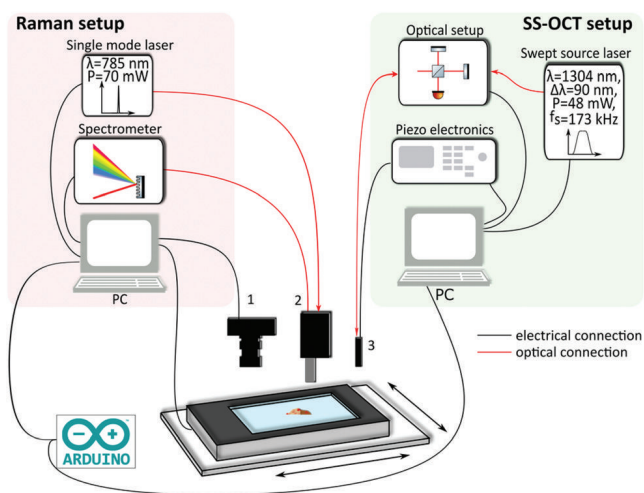 Raman setup
Single mode laser
λ=785 nm
P=70 mW
Spectrometer
PC
SS-OCT setup
Optical setup
Swept source laser
λ=1304 nm,
Δλ=90 nm,
P=48 mW,
fs=173 kHz
Piezo electronics
PC
1
2
3
electrical connection
optical connection
ARDUINO